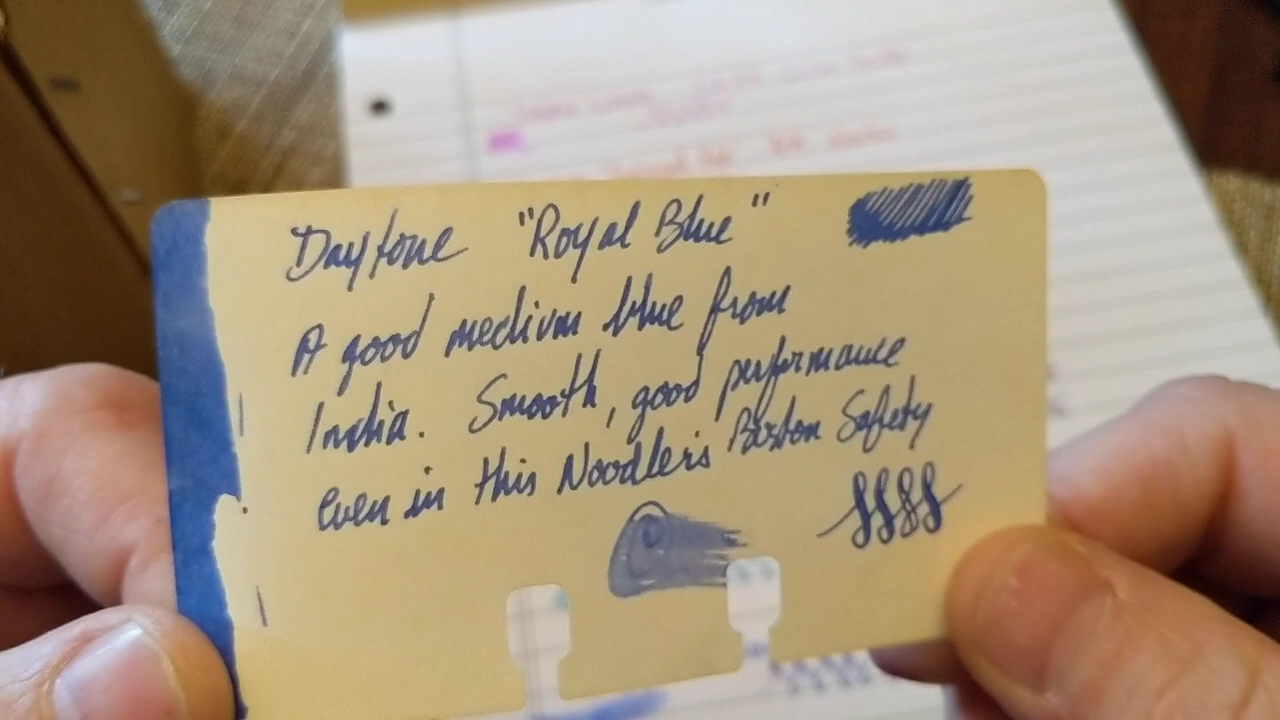 Daytone "Royal Blue"
A good medium blue from
India. Smooth, good performance
even in this Noodler's Boston Safety